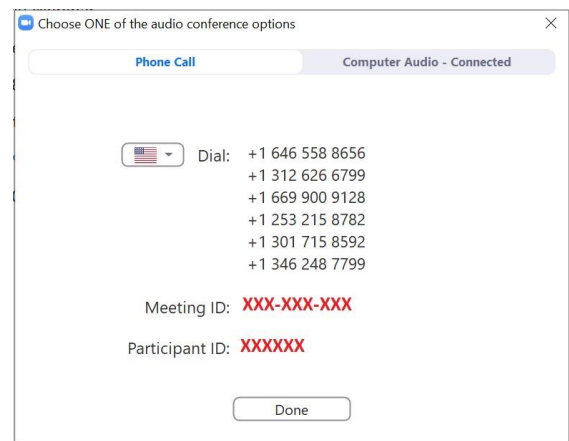 Choose ONE of the audio conference options
Phone Call
Computer Audio - Connected
Dial: +1 646 558 8656
+1 312 626 6799
+1 669 900 9128
+1 253 215 8782
+1 301 715 8592
+1 346 248 7799
Meeting ID: XXX-XXX-XXX
Participant ID: XXXXXX
Done